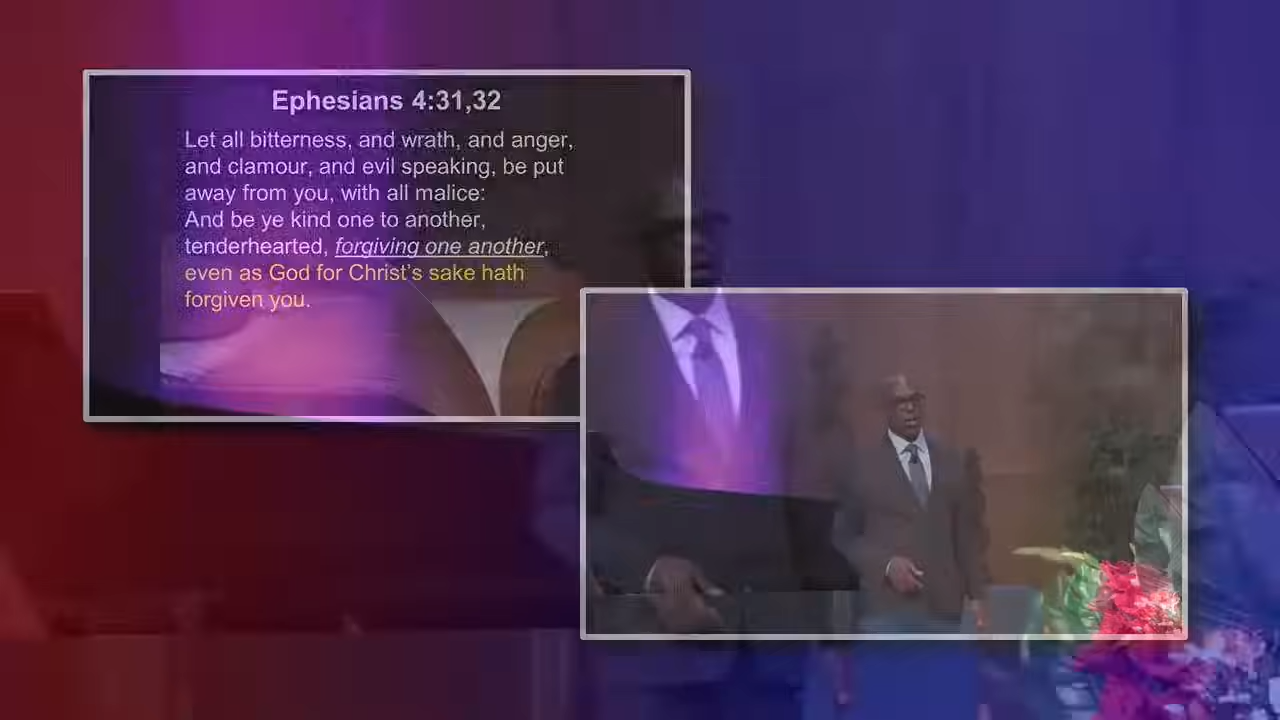 Ephesians 4:31,32
Let all bitterness, and wrath, and anger,
and clamour, and evil speaking, be put
away from you, with all malice:
And be ye kind one to another,
tenderhearted, forgiving one another,
even as God for Christ’s sake hath
forgiven you.